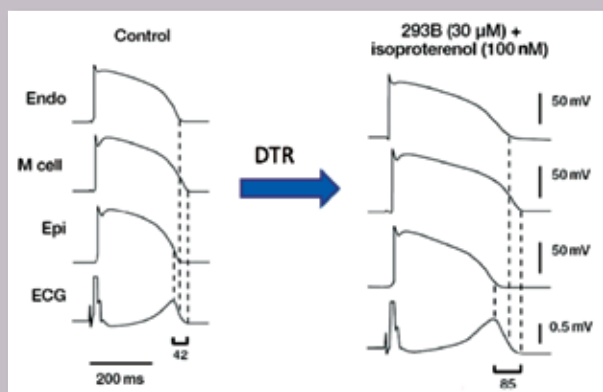 Control
293B (30 µM) +
isoproterenol (100 nM)
Endo
50 mV
M cell
DTR
50 mV
Epi
50 mV
ECG
0.5 mV
42
85
200 ms